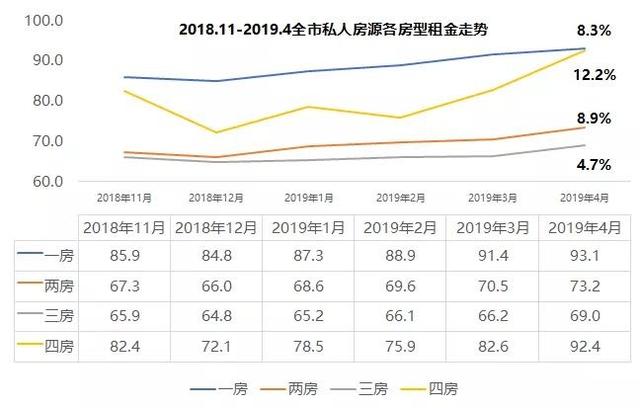 2018.11-2019.4全市私人房源各房型租金走势
100.0
90.0
80.0
70.0
60.0
8.3%
12.2%
8.9%
4.7%
2018年11月 2018年12月 2019年1月 2019年2月 2019年3月 2019年4月
2018年11月 2018年12月 2019年1月 2019年2月 2019年3月 2019年4月
一房 85.9 84.8 87.3 88.9 91.4 93.1
两房 67.3 66.0 68.6 69.6 70.5 73.2
三房 65.9 64.8 65.2 66.1 66.2 69.0
四房 82.4 72.1 78.5 75.9 82.6 92.4
一房 两房 三房 四房